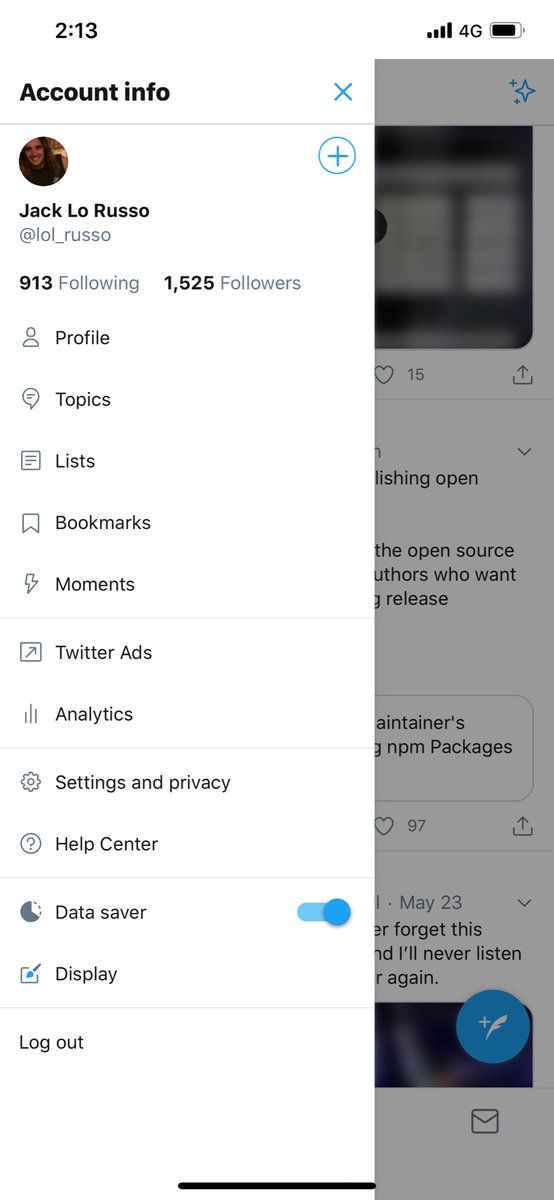 2:13
4G
Account info
Jack Lo Russo
@lol_russo
913 Following 1,525 Followers
Profile
Topics
Lists
Bookmarks
Moments
Twitter Ads
Analytics
Settings and privacy
Help Center
Data saver
Display
Log out
15
lishing open
the open source
uthors who want
g release
aintainer's
g npm Packages
97
l · May 23
er forget this
nd I'll never listen
r again.